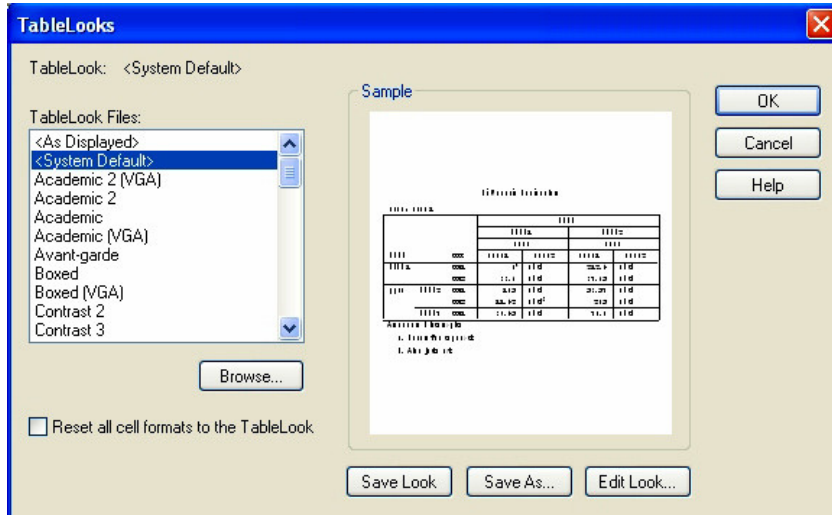 TableLooks
TableLook: <System Default>
TableLook Files:
<As Displayed>
<System Default>
Academic 2 (VGA)
Academic 2
Academic
Academic (VGA)
Avant-garde
Boxed
Boxed (VGA)
Contrast 2
Contrast 3
Browse...
Reset all cell formats to the TableLook
Sample
Save Look
Save As...
Edit Look...
OK
Cancel
Help